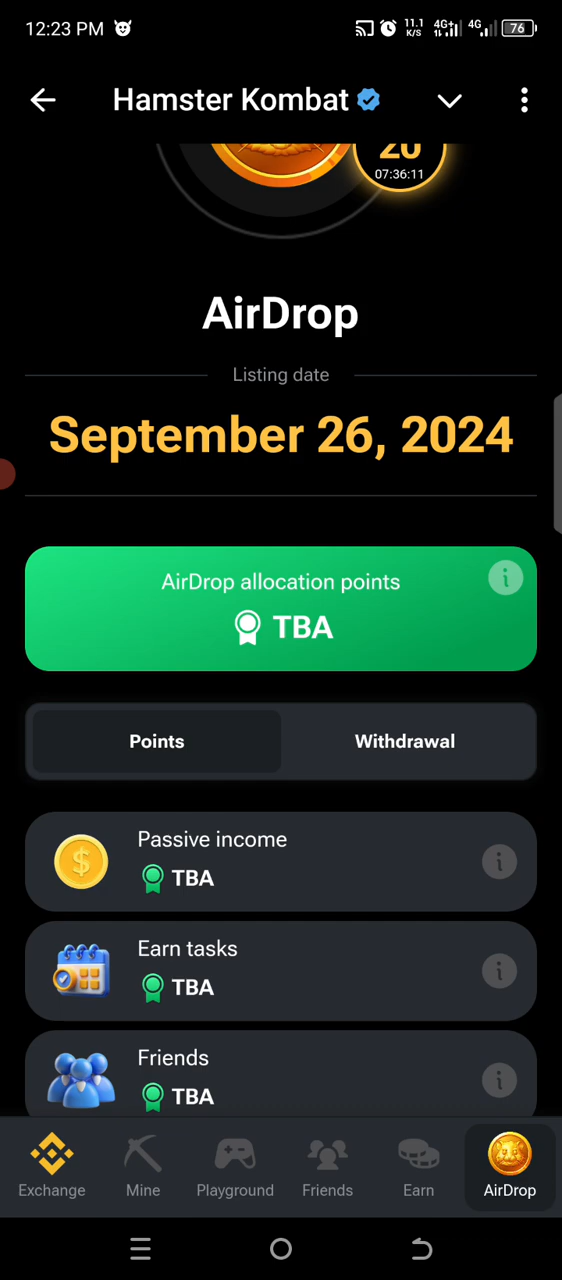 12:23 PM
11.1
K/S
4G+
4G
76
Hamster Kombat
20
07:36:11
AirDrop
Listing date
September 26, 2024
AirDrop allocation points
TBA
Points
Withdrawal
Passive income
TBA
Earn tasks
TBA
Friends
TBA
Exchange
Mine
Playground
Friends
Earn
AirDrop